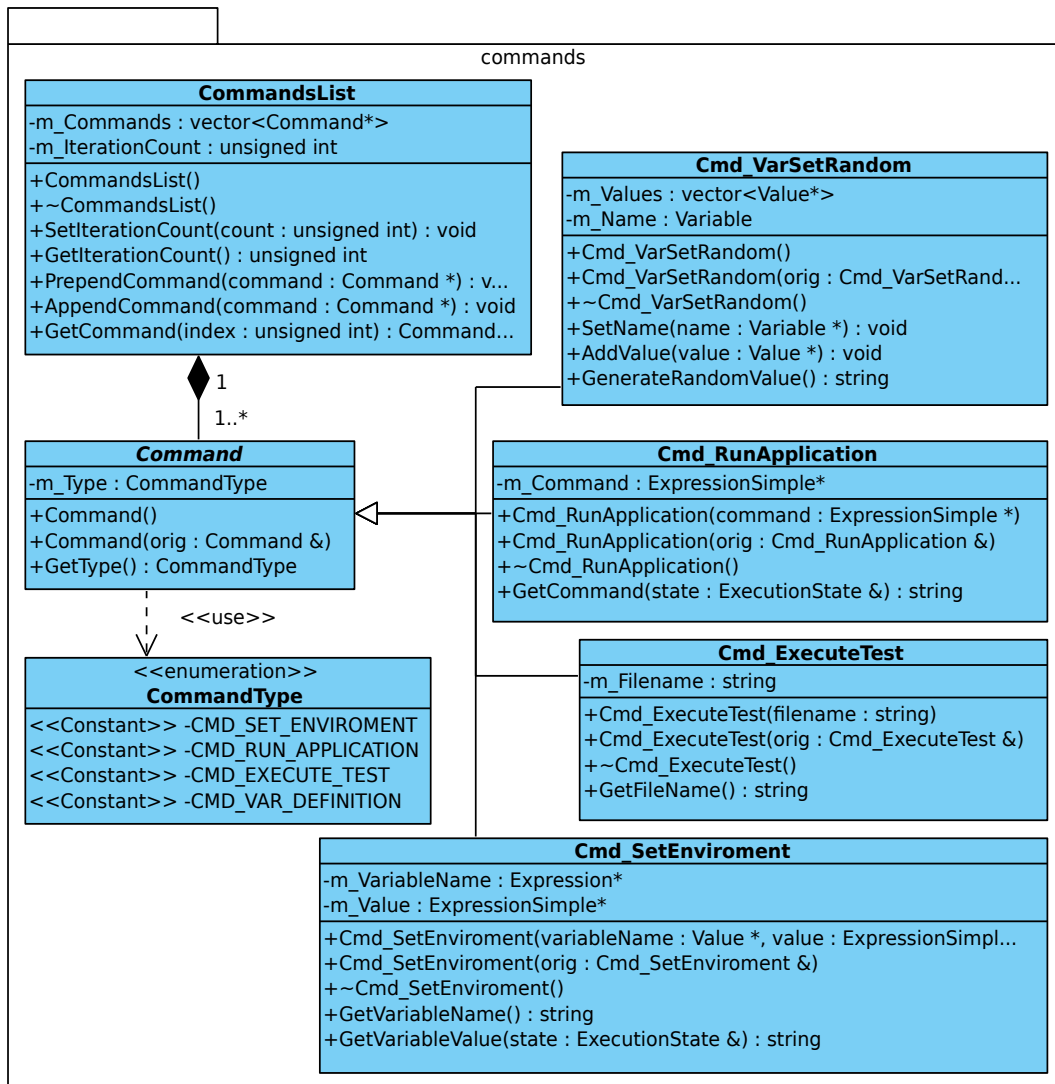 commands
CommandsList
-m_Commands : vector<Command*>
-m_IterationCount : unsigned int
+CommandsList()
+~CommandsList()
+SetIterationCount(count : unsigned int) : void
+GetIterationCount() : unsigned int
+PrependCommand(command : Command *) : v...
+AppendCommand(command : Command *) : void
+GetCommand(index : unsigned int) : Command...
1
1..*
Command
-m_Type : CommandType
+Command()
+Command(orig : Command &)
+GetType() : CommandType
<<use>>
<<enumeration>>
CommandType
<<Constant>> -CMD_SET_ENVIROMENT
<<Constant>> -CMD_RUN_APPLICATION
<<Constant>> -CMD_EXECUTE_TEST
<<Constant>> -CMD_VAR_DEFINITION
Cmd_VarSetRandom
-m_Values : vector<Value*>
-m_Name : Variable
+Cmd_VarSetRandom()
+Cmd_VarSetRandom(orig : Cmd_VarSetRand...
+~Cmd_VarSetRandom()
+SetName(name : Variable *) : void
+AddValue(value : Value *) : void
+GenerateRandomValue() : string
Cmd_RunApplication
-m_Command : ExpressionSimple*
+Cmd_RunApplication(command : ExpressionSimple *)
+Cmd_RunApplication(orig : Cmd_RunApplication &)
+~Cmd_RunApplication()
+GetCommand(state : ExecutionState &) : string
Cmd_ExecuteTest
-m_Filename : string
+Cmd_ExecuteTest(filename : string)
+Cmd_ExecuteTest(orig : Cmd_ExecuteTest &)
+~Cmd_ExecuteTest()
+GetFileName() : string
Cmd_SetEnviroment
-m_VariableName : Expression*
-m_Value : ExpressionSimple*
+Cmd_SetEnviroment(variableName : Value *, value : ExpressionSimpl...
+Cmd_SetEnviroment(orig : Cmd_SetEnviroment &)
+~Cmd_SetEnviroment()
+GetVariableName() : string
+GetVariableValue(state : ExecutionState &) : string